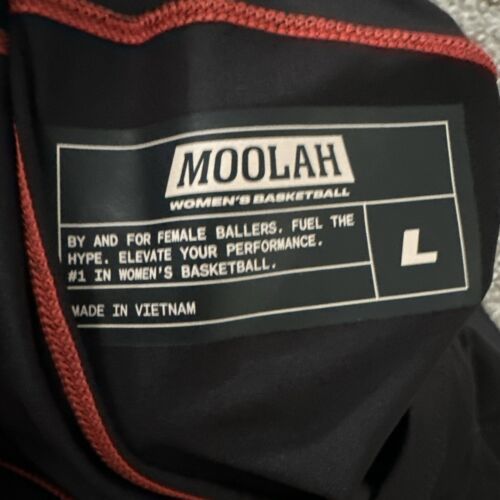 MOOLAH
WOMEN'S BASKETBALL
BY AND FOR FEMALE BALLERS. FUEL THE
HYPE. ELEVATE YOUR PERFORMANCE.
#1 IN WOMEN'S BASKETBALL.
L
MADE IN VIETNAM